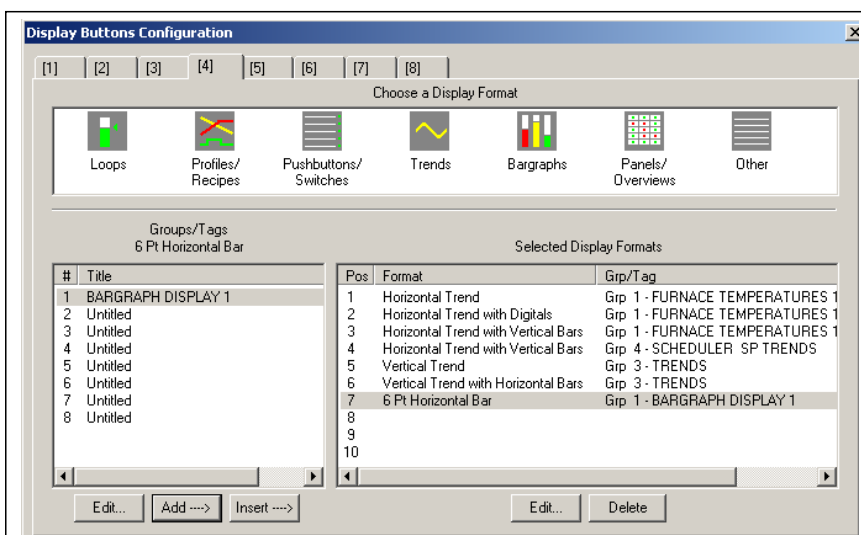 Display Buttons Configuration
[1] [2] [3] [4] [5] [6] [7] [8]
Choose a Display Format
Loops Profiles/ Pushbuttons/ Trends Bargraphs Panels/ Other
Recipes Switches Overviews
Groups/Tags
6 Pt Horizontal Bar
Selected Display Formats
# Title
1 BARGRAPH DISPLAY 1
2 Untitled
3 Untitled
4 Untitled
5 Untitled
6 Untitled
7 Untitled
8 Untitled
Edit... Add ----> Insert ---->
Pos Format Grp/Tag
1 Horizontal Trend Grp 1 - FURNACE TEMPERATURES 1
2 Horizontal Trend with Digitals Grp 1 - FURNACE TEMPERATURES 1
3 Horizontal Trend with Vertical Bars Grp 1 - FURNACE TEMPERATURES 1
4 Horizontal Trend with Vertical Bars Grp 4 - SCHEDULER SP TRENDS
5 Vertical Trend Grp 3 - TRENDS
6 Vertical Trend with Horizontal Bars Grp 3 - TRENDS
7 6 Pt Horizontal Bar Grp 1 - BARGRAPH DISPLAY 1
8
9
10
Edit... Delete